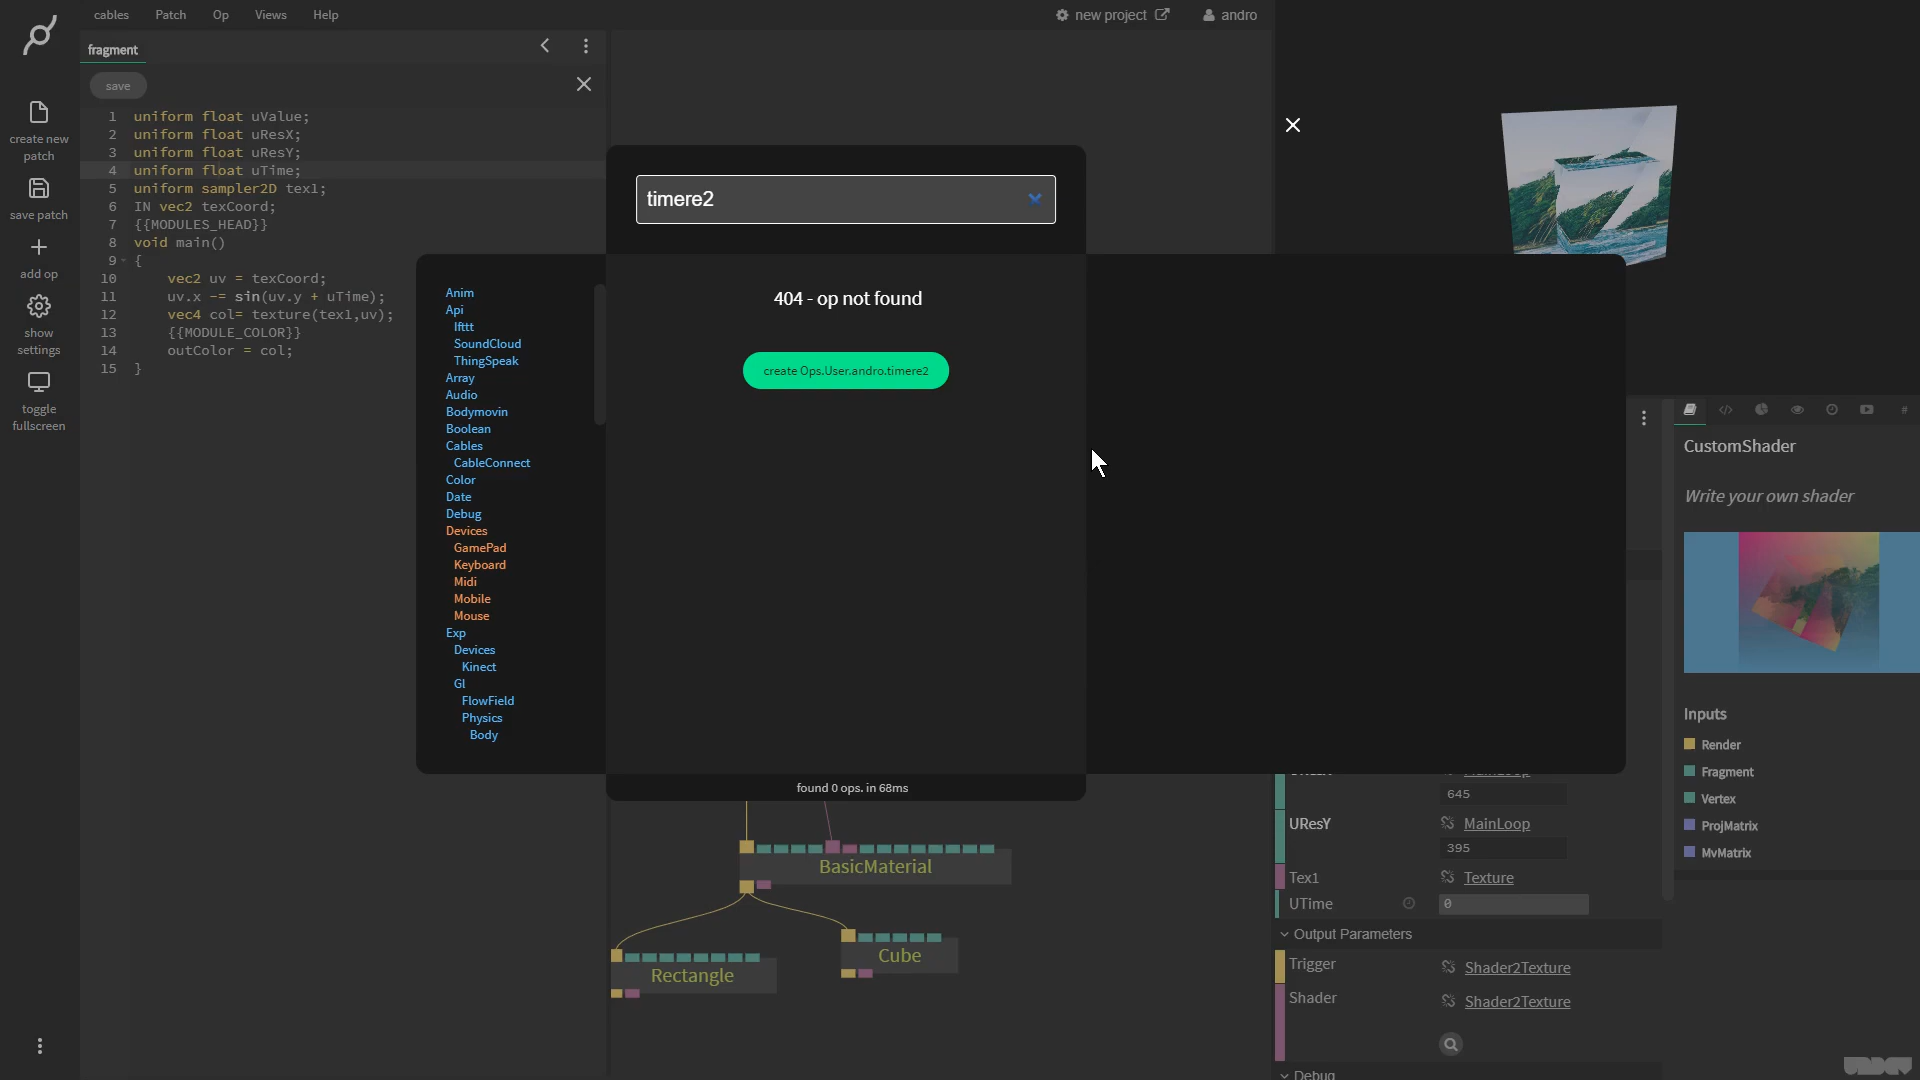 cables Patch Op Views Help
new project
andro
fragment
save
create new
patch
save patch
add op
show
settings
toggle
fullscreen
1 uniform float uValue;
2 uniform float uResX;
3 uniform float uResY;
4 uniform float uTime;
5 uniform sampler2D tex1;
6 IN vec2 texCoord;
7 {{MODULES_HEAD}}
8 void main()
9 {
10 vec2 uv = texCoord;
11 uv.x -= sin(uv.y + uTime);
12 vec4 col= texture(tex1,uv);
13 {{MODULE_COLOR}}
14 outColor = col;
15 }
timere2
Anim
Api
Ifttt
SoundCloud
ThingSpeak
Array
Audio
Bodymovin
Boolean
Cables
CableConnect
Color
Date
Debug
Devices
GamePad
Keyboard
Midi
Mobile
Mouse
Exp
Devices
Kinect
Gl
FlowField
Physics
Body
404 - op not found
create Ops.User.andro.timere2
found 0 ops. in 68ms
BasicMaterial
Rectangle
Cube
MainLoop
645
UResY MainLoop
395
Tex1 Texture
UTime 0
Output Parameters
Trigger Shader2Texture
Shader Shader2Texture
Debug
#
CustomShader
Write your own shader
Inputs
Render
Fragment
Vertex
ProjMatrix
MvMatrix